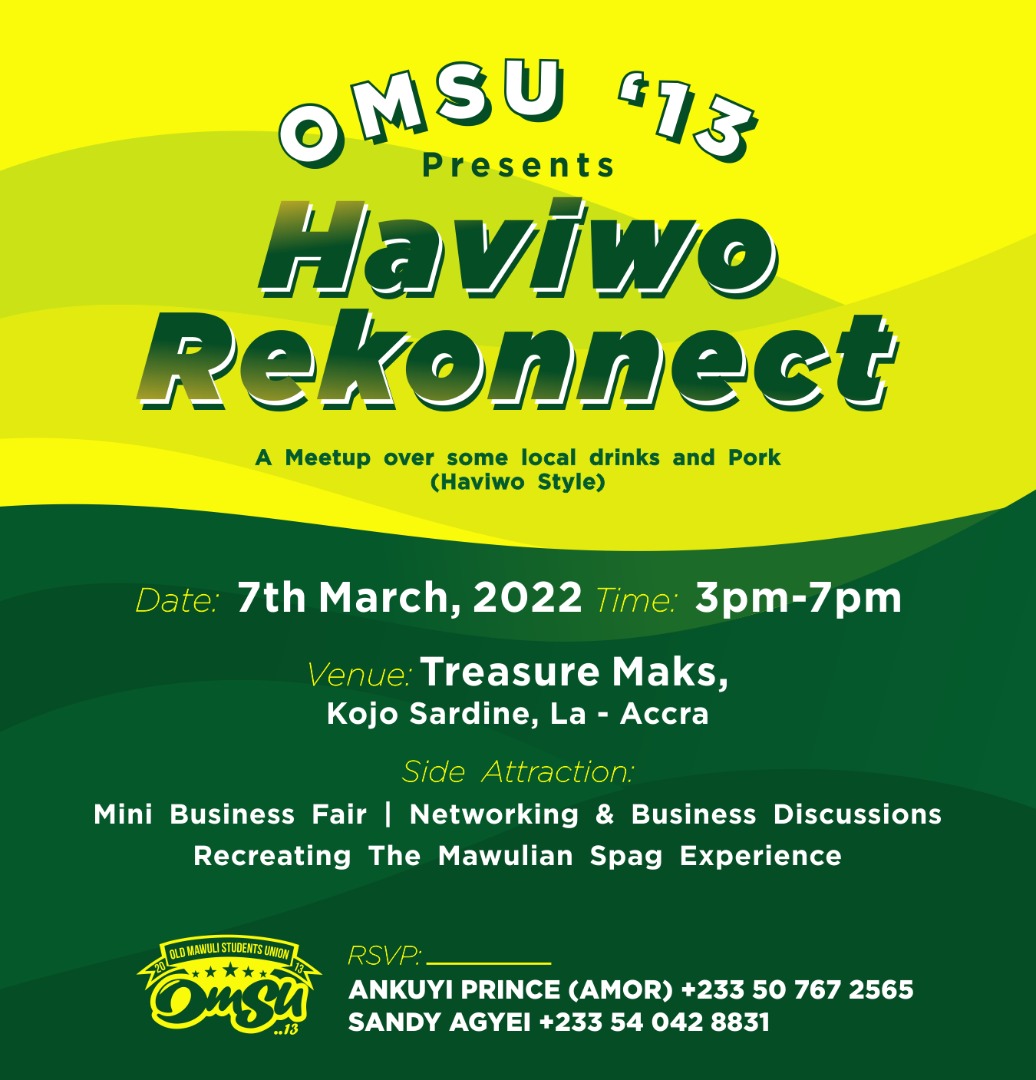 OMSU ‘13
Presents
Haviwo
Rekonnect
A Meetup over some local drinks and Pork
(Haviwo Style)
Date: 7th March, 2022 Time: 3pm-7pm
Venue: Treasure Maks,
Kojo Sardine, La - Accra
Side Attraction:
Mini Business Fair | Networking & Business Discussions
Recreating The Mawulian Spag Experience
OLD MAWULI STUDENTS UNION
20 13
OmSU
..13
RSVP:
ANKUYI PRINCE (AMOR) +233 50 767 2565
SANDY AGYEI +233 54 042 8831